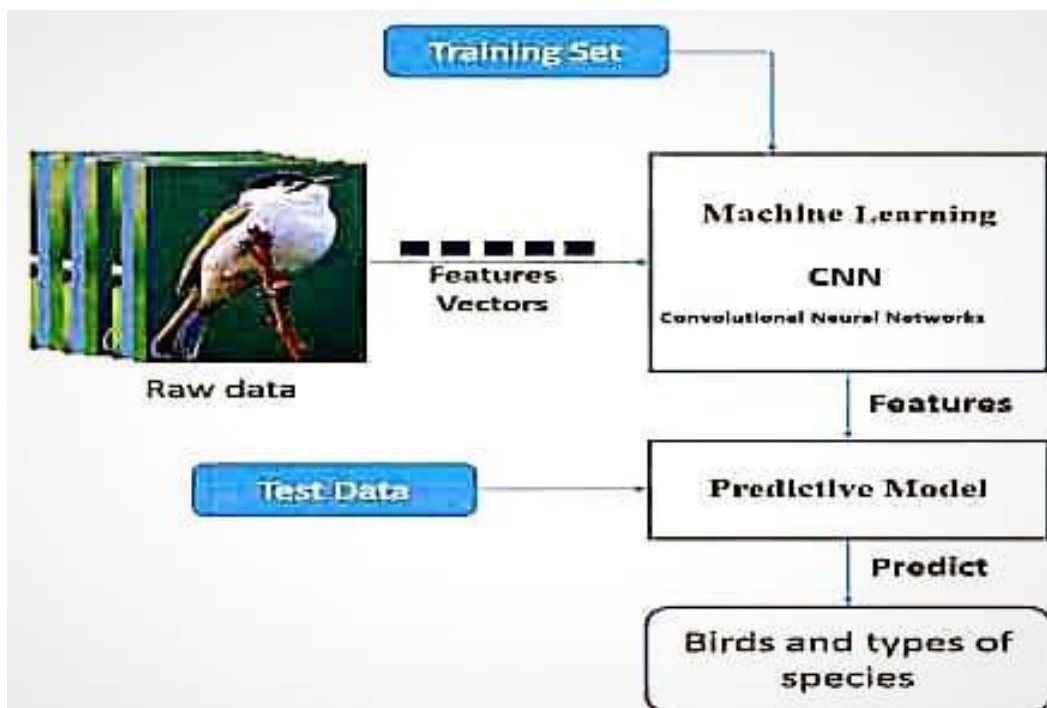 Training Set
Machine Learning
CNN
Convolutional Neural Networks
Features
Vectors
Raw data
Features
Test Data
Predictive Model
Predict
Birds and types of
species